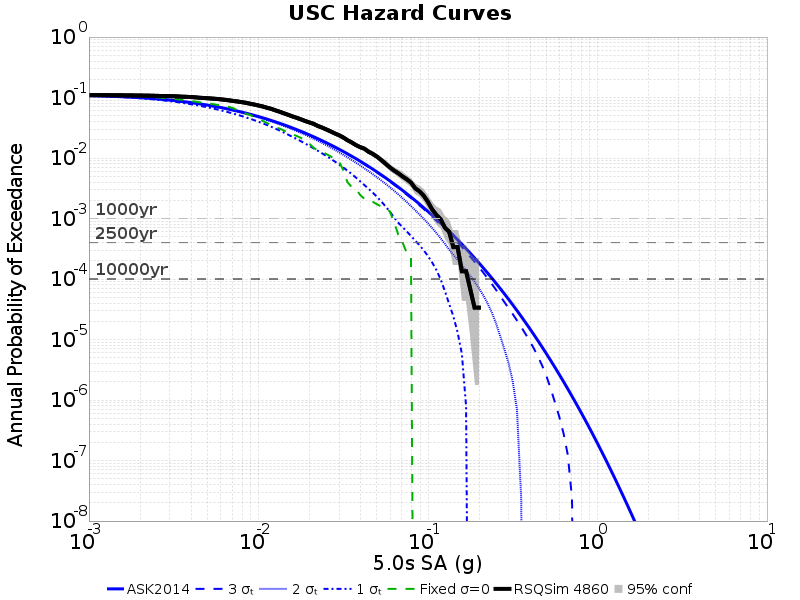 USC Hazard Curves
Annual Probability of Exceedance
10^0
10^-1
10^-2
10^-3
10^-4
10^-5
10^-6
10^-7
10^-8
1000yr
2500yr
10000yr
10^-3 10^-2 10^-1 10^0 10^1
5.0s SA (g)
ASK2014 3 σₜ 2 σₜ 1 σₜ Fixed σ=0 RSQSim 4860 95% conf